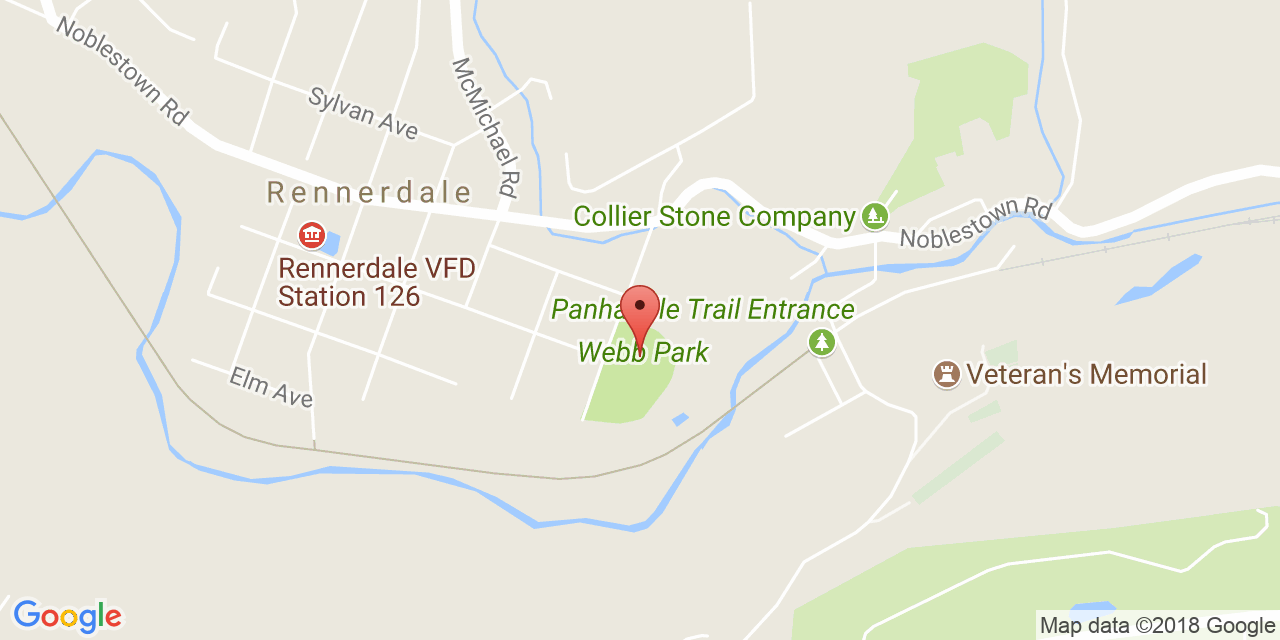 Noblestown Rd
Sylvan Ave
McMichael Rd
Rennerdale
Collier Stone Company
Noblestown Rd
Rennerdale VFD
Station 126
Trail Entrance
Webb Park
Elm Ave
Veteran's Memorial
Google
Map data ©2018 Google